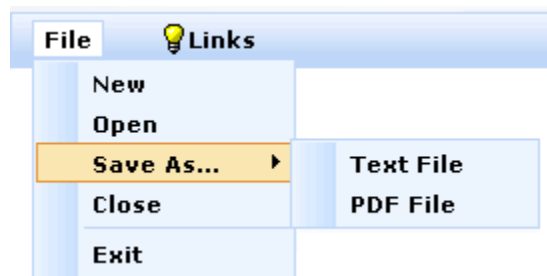 File Links
New
Open
Save As... Text File
Close PDF File
Exit